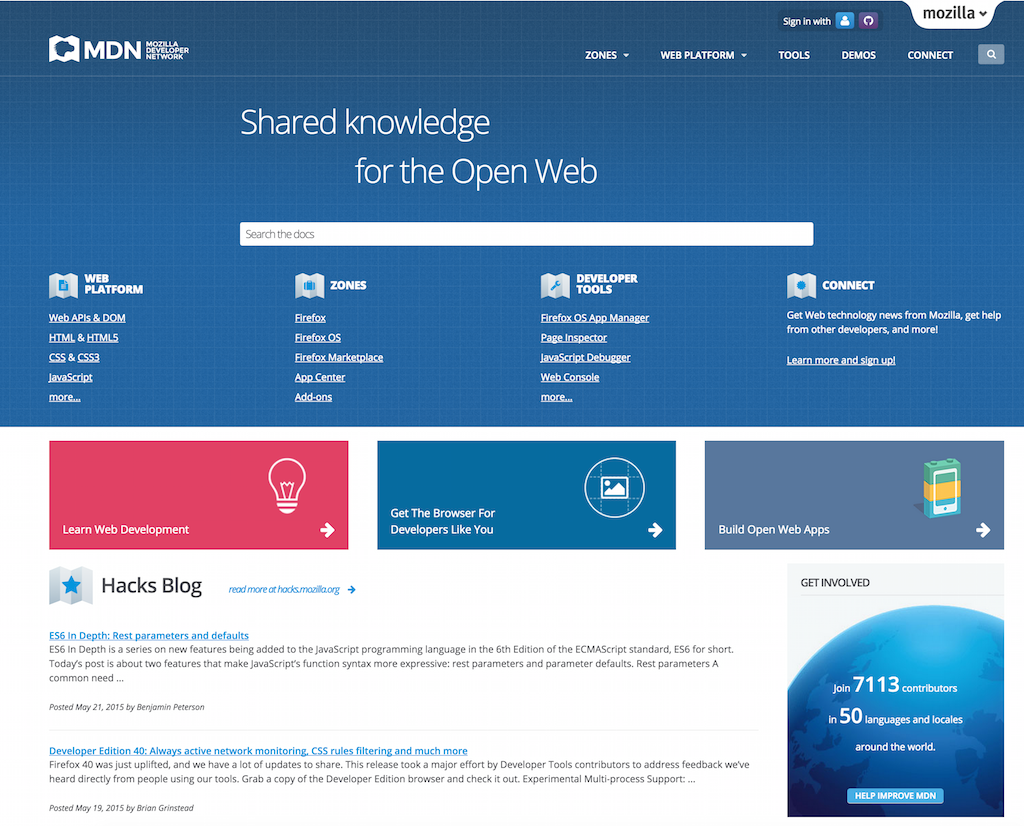 Sign in with
mozilla
MDN MOZILLA DEVELOPER NETWORK
ZONES WEB PLATFORM TOOLS DEMOS CONNECT
Shared knowledge
for the Open Web
Search the docs
WEB PLATFORM
Web APIs & DOM
HTML & HTML5
CSS & CSS3
JavaScript
more...
ZONES
Firefox
Firefox OS
Firefox Marketplace
App Center
Add-ons
DEVELOPER TOOLS
Firefox OS App Manager
Page Inspector
JavaScript Debugger
Web Console
more...
CONNECT
Get Web technology news from Mozilla, get help
from other developers, and more!
Learn more and sign up!
Learn Web Development
Get The Browser For
Developers Like You
Build Open Web Apps
Hacks Blog
read more at hacks.mozilla.org
ES6 In Depth: Rest parameters and defaults
ES6 In Depth is a series on new features being added to the JavaScript programming language in the 6th Edition of the ECMAScript standard, ES6 for short.
Today's post is about two features that make JavaScript's function syntax more expressive: rest parameters and parameter defaults. Rest parameters A
common need ...
Posted May 21, 2015 by Benjamin Peterson
Developer Edition 40: Always active network monitoring, CSS rules filtering and much more
Firefox 40 was just uplifted, and we have a lot of updates to share. This release took a major effort by Developer Tools contributors to address feedback we've
heard directly from people using our tools. Grab a copy of the Developer Edition browser and check it out. Experimental Multi-process Support: ...
Posted May 19, 2015 by Brian Grinstead
GET INVOLVED
Join 7113 contributors
in 50 languages and locales
around the world.
HELP IMPROVE MDN